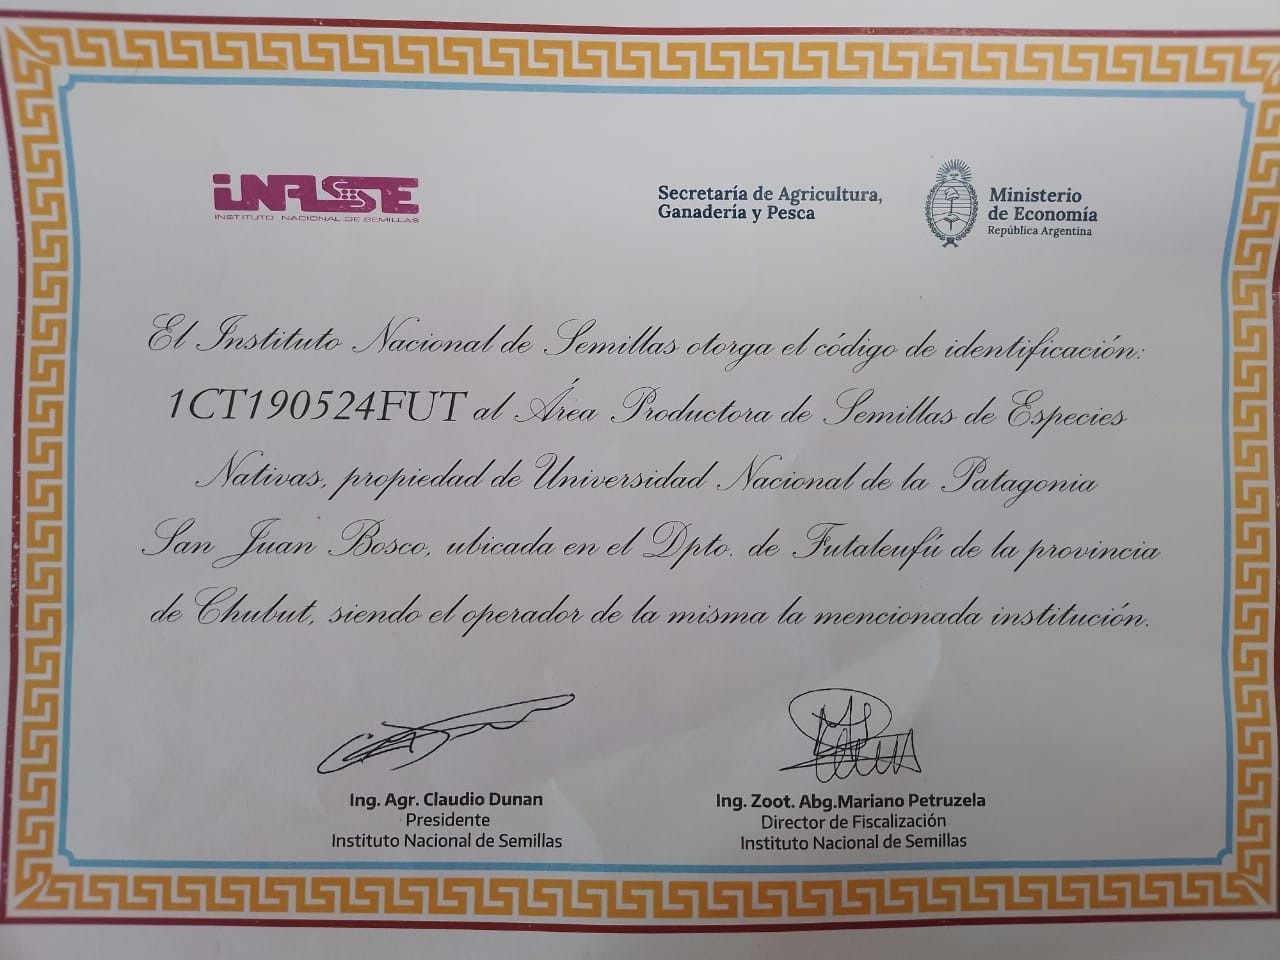 INASE
INSTITUTO NACIONAL DE SEMILLAS
Secretaría de Agricultura,
Ganadería y Pesca
Ministerio
de Economía
República Argentina
El Instituto Nacional de Semillas otorga el código de identificación:
1CT190524FUT al Área Productora de Semillas de Especies
Nativas, propiedad de Universidad Nacional de la Patagonia
San Juan Bosco, ubicada en el Dpto. de Futaleufú de la provincia
de Chubut, siendo el operador de la misma la mencionada institución.
Ing. Agr. Claudio Dunan
Presidente
Instituto Nacional de Semillas
Ing. Zoot. Abg.Mariano Petruzela
Director de Fiscalización
Instituto Nacional de Semillas